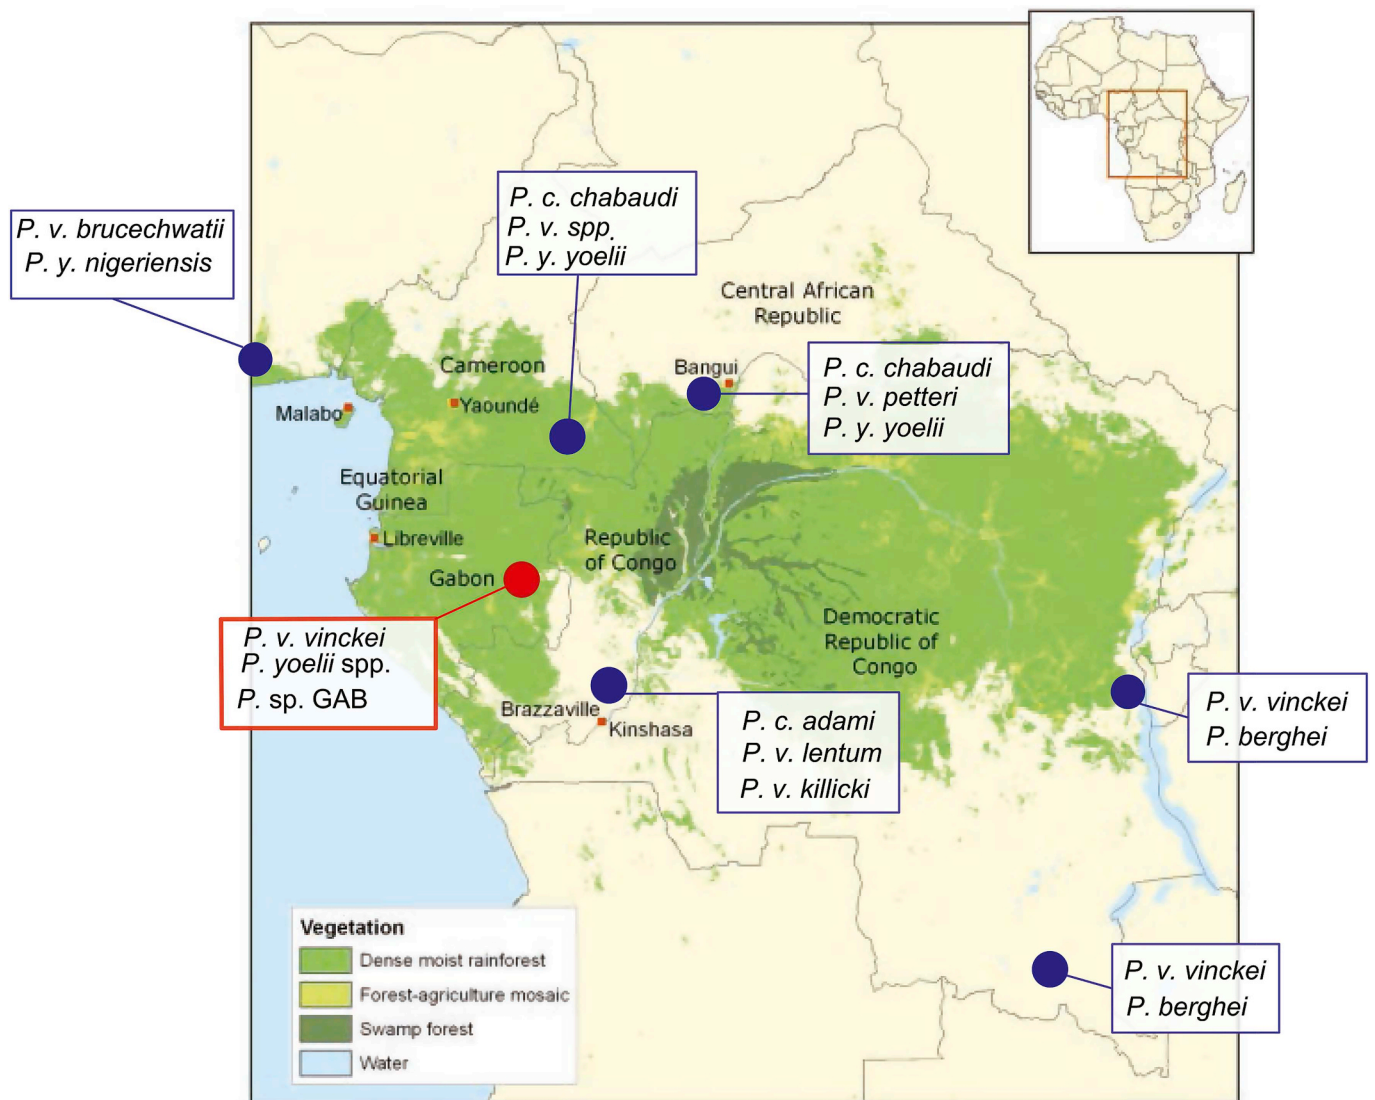 P. c. chabaudi
P. v. spp.
P. y. yoelii
P. v. brucechwatii
P. y. nigeriensis
Central African
Republic
Cameroon
Bangui
P. c. chabaudi
P. v. petteri
P. y. yoelii
Malabo
Yaoundé
Equatorial
Guinea
Libreville
Republic
of Congo
Gabon
Democratic
Republic of
Congo
P. v. vinckei
P. yoelii spp.
P. sp. GAB
Brazzaville
Kinshasa
P. c. adami
P. v. lentum
P. v. killicki
P. v. vinckei
P. berghei
Vegetation
Dense moist rainforest
Forest-agriculture mosaic
Swamp forest
Water
P. v. vinckei
P. berghei